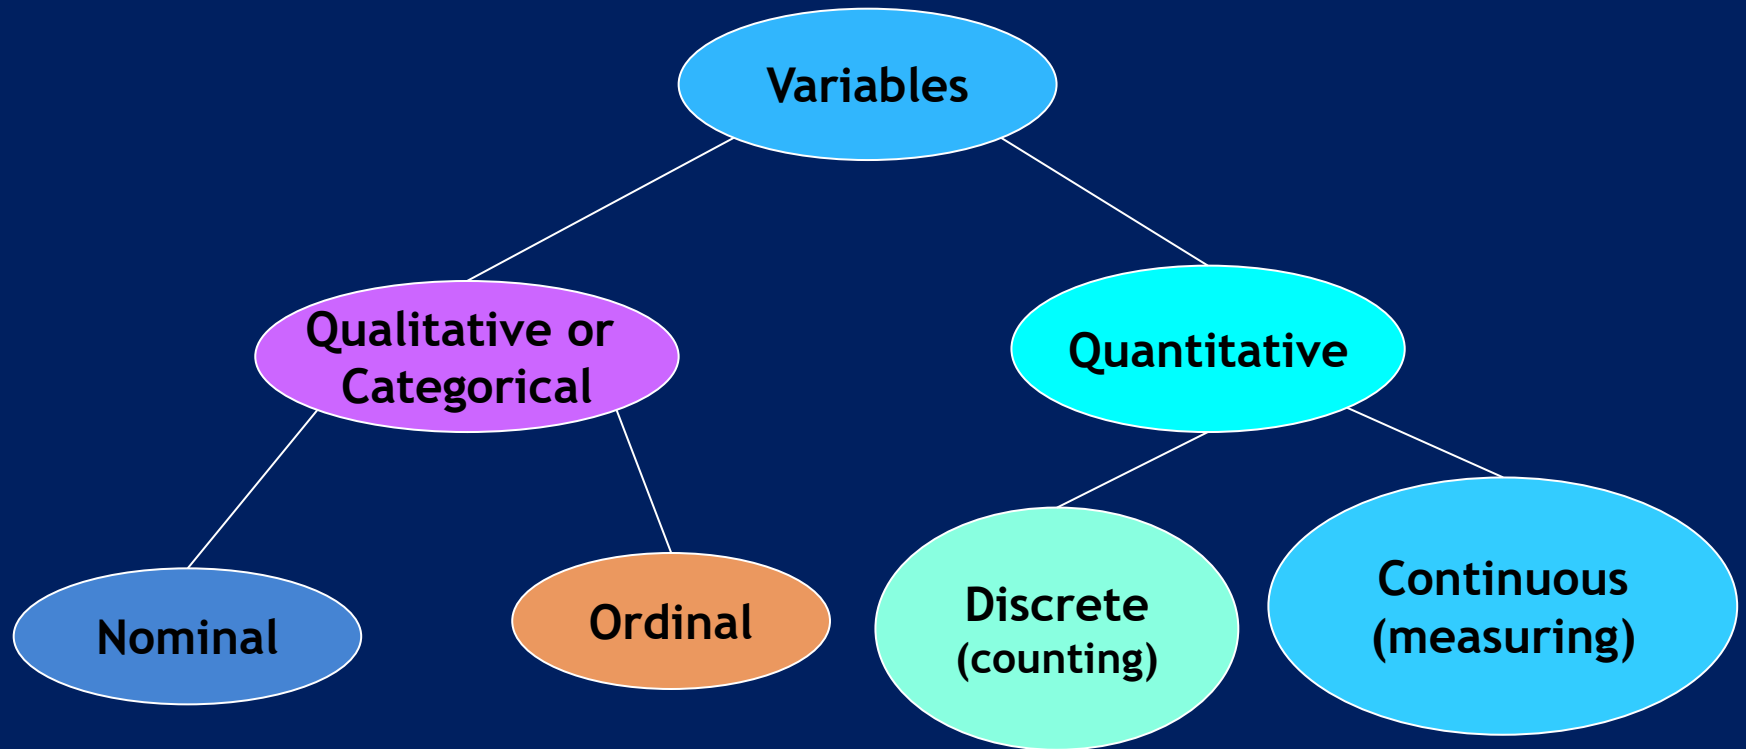 Variables
Qualitative or
Categorical
Quantitative
Nominal
Ordinal
Discrete
(counting)
Continuous
(measuring)